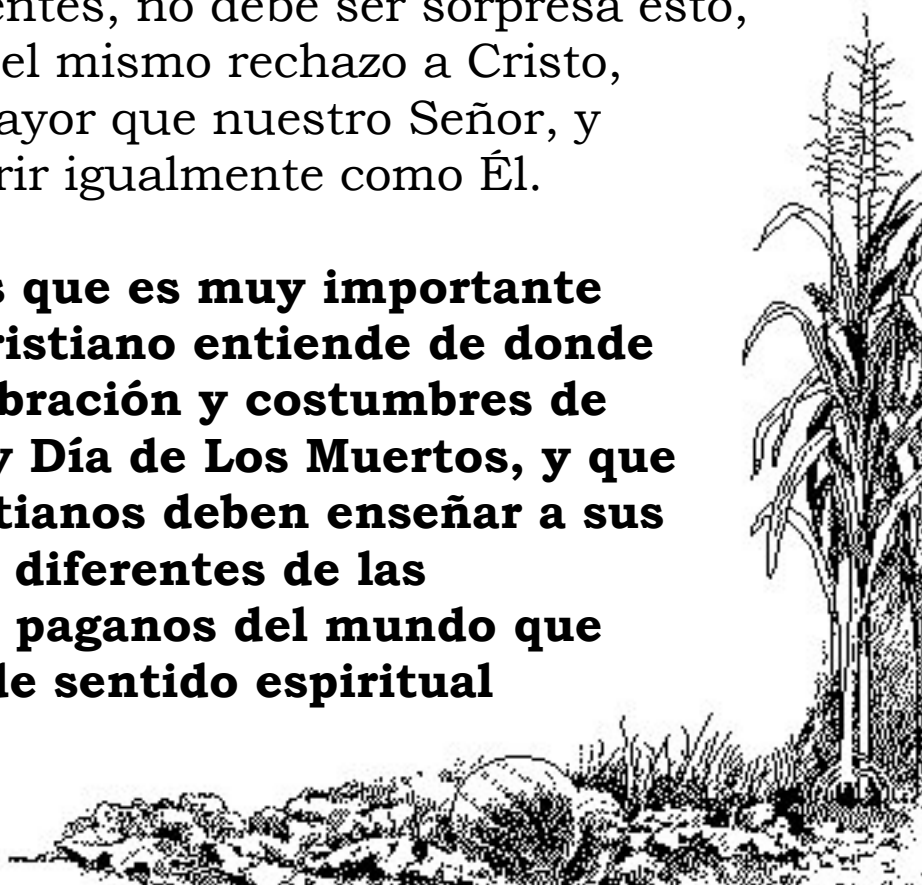 entes, no debe ser sorpresa esto,
el mismo rechazo a Cristo,
ayor que nuestro Señor, y
rir igualmente como Él.
s que es muy importante
ristiano entiende de donde
bración y costumbres de
y Día de Los Muertos, y que
tianos deben enseñar a sus
diferentes de las
paganos del mundo que
de sentido espiritual